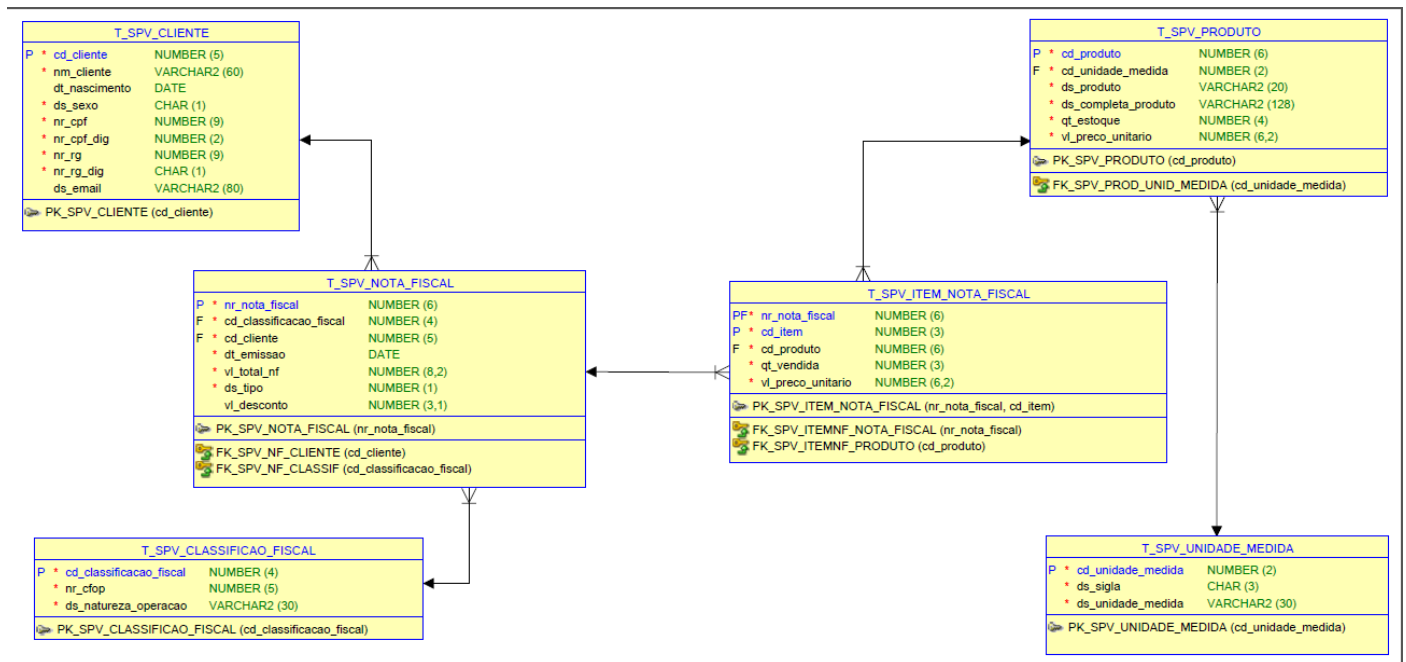 T_SPV_CLIENTE
P * cd_cliente NUMBER (5)
* nm_cliente VARCHAR2 (60)
dt_nascimento DATE
* ds_sexo CHAR (1)
* nr_cpf NUMBER (9)
* nr_cpf_dig NUMBER (2)
* nr_rg NUMBER (9)
* nr_rg_dig CHAR (1)
ds_email VARCHAR2 (80)
PK_SPV_CLIENTE (cd_cliente)
T_SPV_PRODUTO
P * cd_produto NUMBER (6)
F * cd_unidade_medida NUMBER (2)
* ds_produto VARCHAR2 (20)
* ds_completa_produto VARCHAR2 (128)
* qt_estoque NUMBER (4)
* vl_preco_unitario NUMBER (6,2)
PK_SPV_PRODUTO (cd_produto)
FK_SPV_PROD_UNID_MEDIDA (cd_unidade_medida)
T_SPV_NOTA_FISCAL
P * nr_nota_fiscal NUMBER (6)
F * cd_classificacao_fiscal NUMBER (4)
F * cd_cliente NUMBER (5)
* dt_emissao DATE
* vl_total_nf NUMBER (8,2)
* ds_tipo NUMBER (1)
vl_desconto NUMBER (3,1)
PK_SPV_NOTA_FISCAL (nr_nota_fiscal)
FK_SPV_NF_CLIENTE (cd_cliente)
FK_SPV_NF_CLASSIF (cd_classificacao_fiscal)
T_SPV_ITEM_NOTA_FISCAL
PF* nr_nota_fiscal NUMBER (6)
P * cd_item NUMBER (3)
F * cd_produto NUMBER (6)
* qt_vendida NUMBER (3)
* vl_preco_unitario NUMBER (6,2)
PK_SPV_ITEM_NOTA_FISCAL (nr_nota_fiscal, cd_item)
FK_SPV_ITEMNF_NOTA_FISCAL (nr_nota_fiscal)
FK_SPV_ITEMNF_PRODUTO (cd_produto)
T_SPV_CLASSIFICAO_FISCAL
P * cd_classificacao_fiscal NUMBER (4)
* nr_cfop NUMBER (5)
* ds_natureza_operacao VARCHAR2 (30)
PK_SPV_CLASSIFICAO_FISCAL (cd_classificacao_fiscal)
T_SPV_UNIDADE_MEDIDA
P * cd_unidade_medida NUMBER (2)
* ds_sigla CHAR (3)
* ds_unidade_medida VARCHAR2 (30)
PK_SPV_UNIDADE_MEDIDA (cd_unidade_medida)